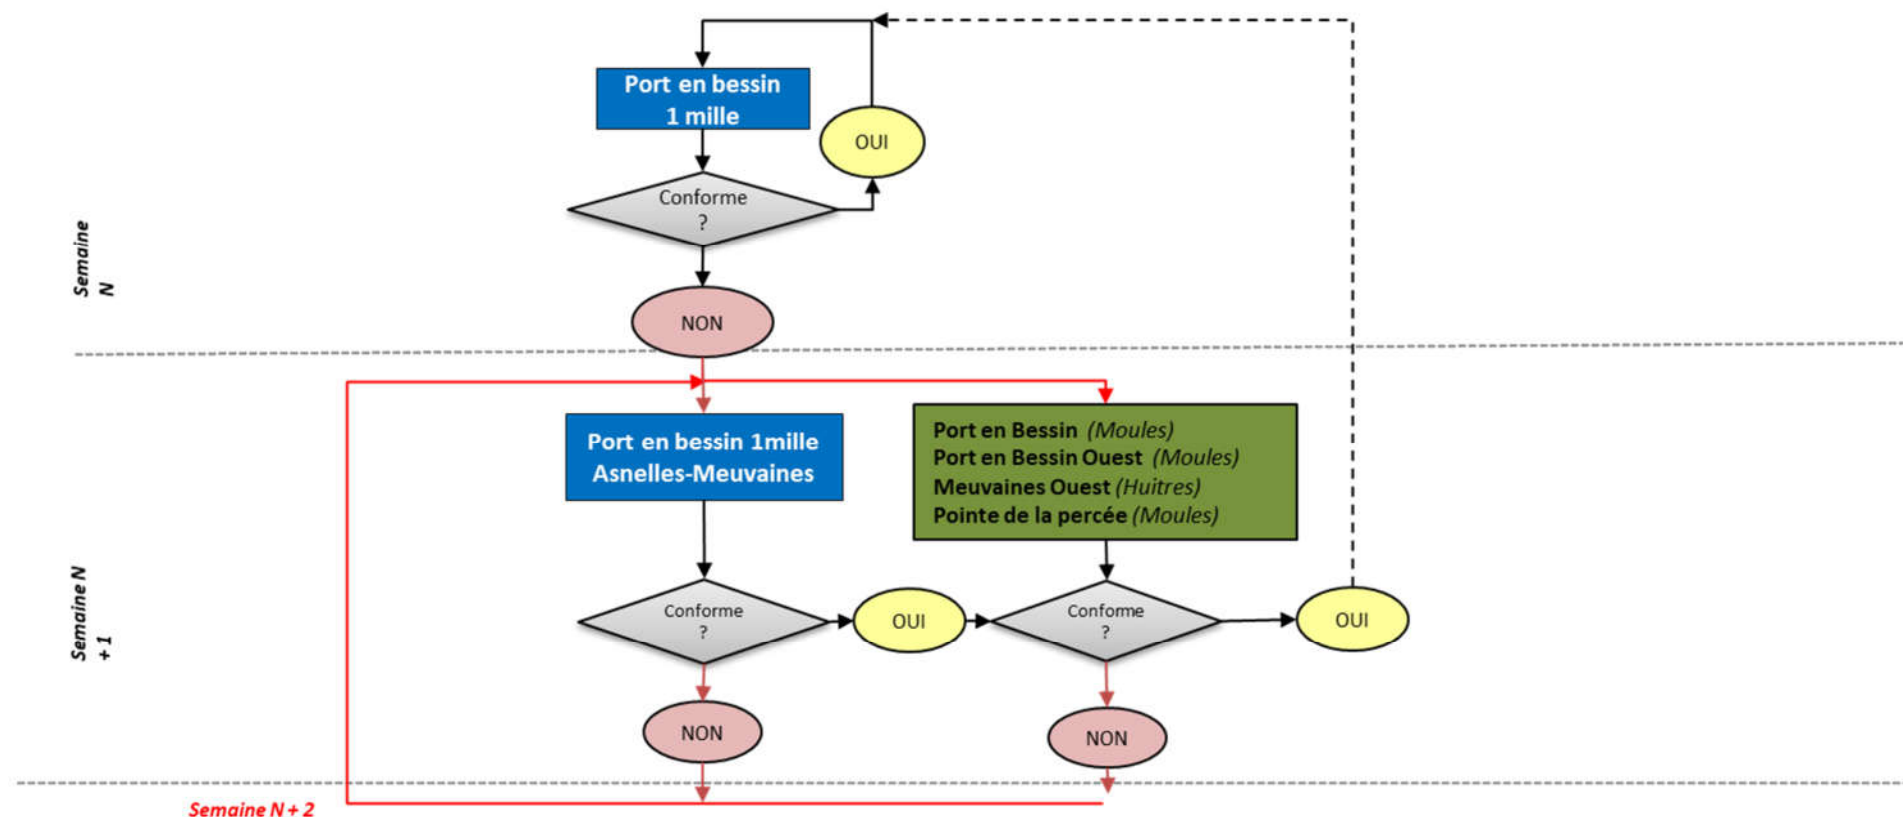 Port en bessin
1 mille
OUI
Conforme
?
Semaine
N
NON
Port en bessin 1mille
Asnelles-Meuvaines
Port en Bessin (Moules)
Port en Bessin Ouest (Moules)
Meuvaines Ouest (Huitres)
Pointe de la percée (Moules)
Semaine N
+ 1
Conforme
?
OUI
Conforme
?
OUI
NON
NON
Semaine N + 2